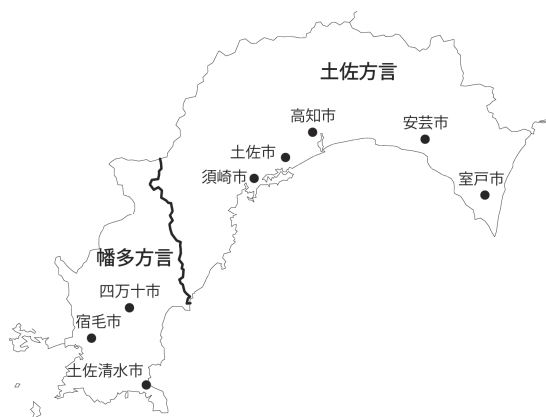 土佐方言
高知市
安芸市
土佐市
須崎市
室戸市
幡多方言
四万十市
宿毛市
土佐清水市